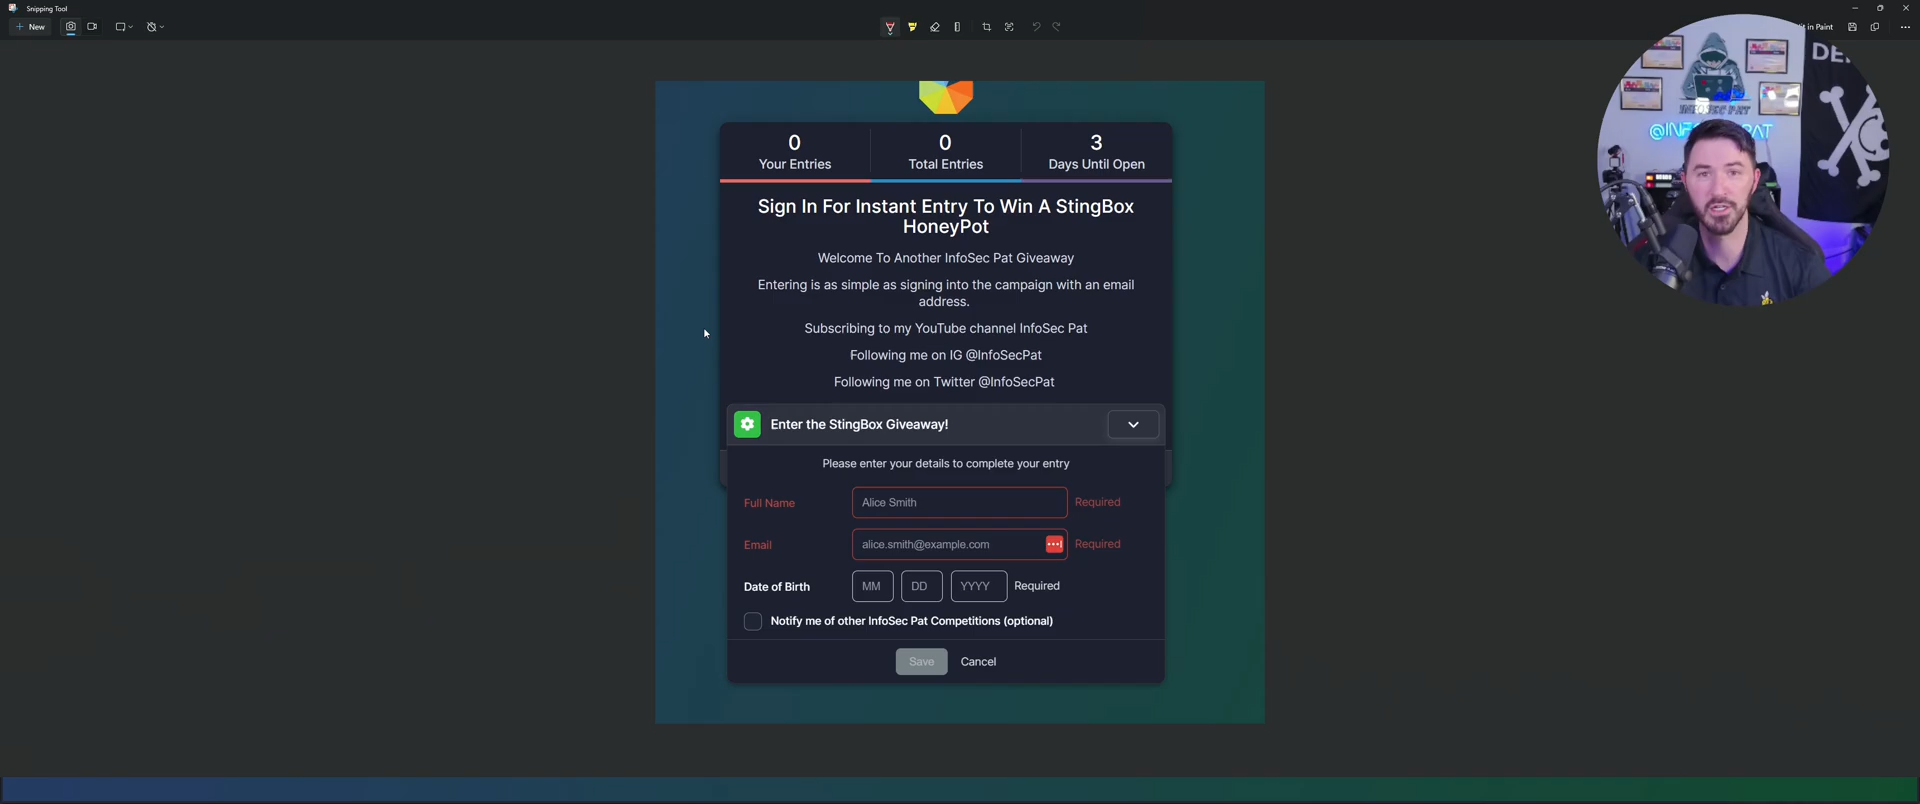 Snipping Tool
New
in Paint
0
Your Entries
0
Total Entries
3
Days Until Open
Sign In For Instant Entry To Win A StingBox
HoneyPot
Welcome To Another InfoSec Pat Giveaway
Entering is as simple as signing into the campaign with an email
address.
Subscribing to my YouTube channel InfoSec Pat
Following me on IG @InfoSecPat
Following me on Twitter @InfoSecPat
Enter the StingBox Giveaway!
Please enter your details to complete your entry
Full Name
Alice Smith
Required
Email
alice.smith@example.com
Required
Date of Birth
MM
DD
YYYY
Required
Notify me of other InfoSec Pat Competitions (optional)
Save
Cancel
INFOSEC PAT